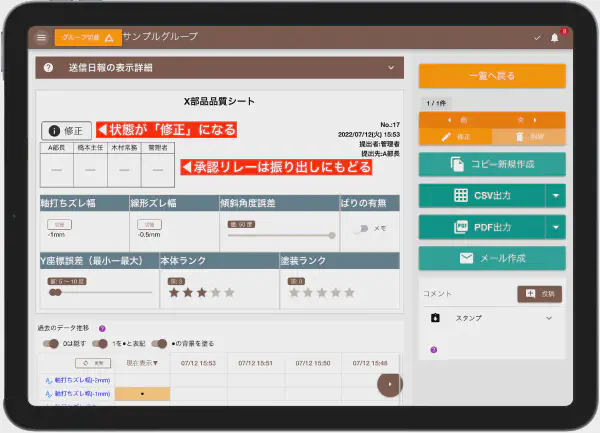 グループ切替
サンプルグループ
8
送信日報の表示詳細
X部品品質シート
修正
◀状態が「修正」になる
No.:17
2022/07/12(火) 15:53
提出者:管理者
提出先:A部長
A部長
橋本主任
木村常務
管理者
◀承認リレーは振り出しにもどる
軸打ちズレ幅
線形ズレ幅
傾斜角度誤差
ばりの有無
切替
-1mm
切替
-0.5mm
値: 50 度
メモ
Y座標誤差（最小ー最大）
本体ランク
塗装ランク
値: 5 〜 10 度
値: 3
値: 0
過去のデータ推移
0は隠す
1を●と表記
●の背景を塗る
更新
現在表示▼
07/12 15:53
07/12 15:51
07/12 15:50
07/12 15:46
軸打ちズレ幅(-2mm)
軸打ちズレ幅(-1mm)
●
一覧へ戻る
1 / 1件
前
次
修正
削除
コピー新規作成
CSV出力
PDF出力
メール作成
コメント
投稿
スタンプ